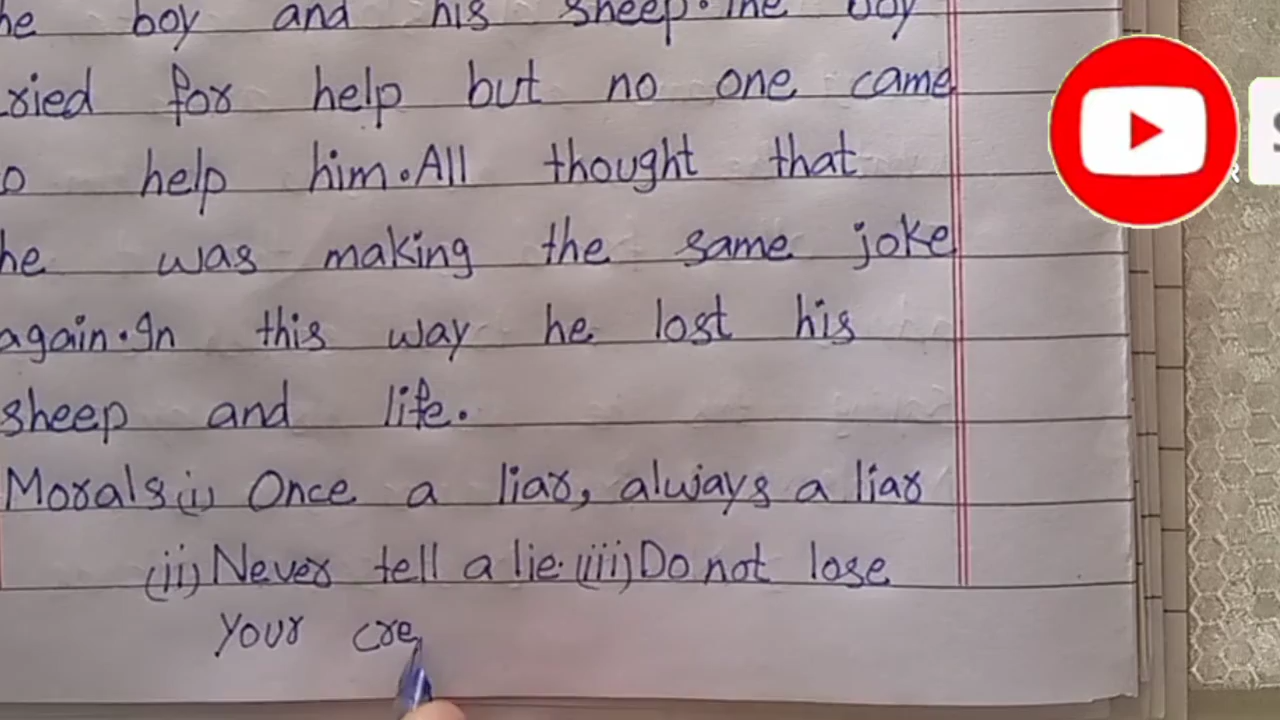 he boy and his sheep. The boy
cried for help but no one came
to help him. All thought that
he was making the same joke
again. In this way he lost his
sheep and life.
Morals (i) Once a liar, always a liar
(ii) Never tell a lie. (iii) Do not lose
your cre